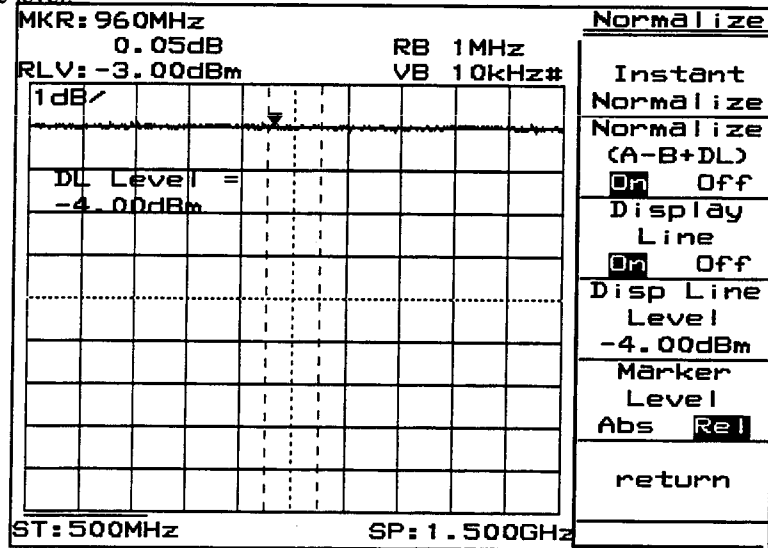 MKR: 960MHz
0.05dB
RB 1MHz
RLV: -3.00dBm
VB 10kHz#
1dB/
DL Level =
-4.00dBm
ST: 500MHz
SP: 1.500GHz
Normalize
Instant
Normalize
Normalize
(A-B+DL)
On Off
Display
Line
On Off
Disp Line
Level
-4.00dBm
Marker
Level
Abs Rel
return